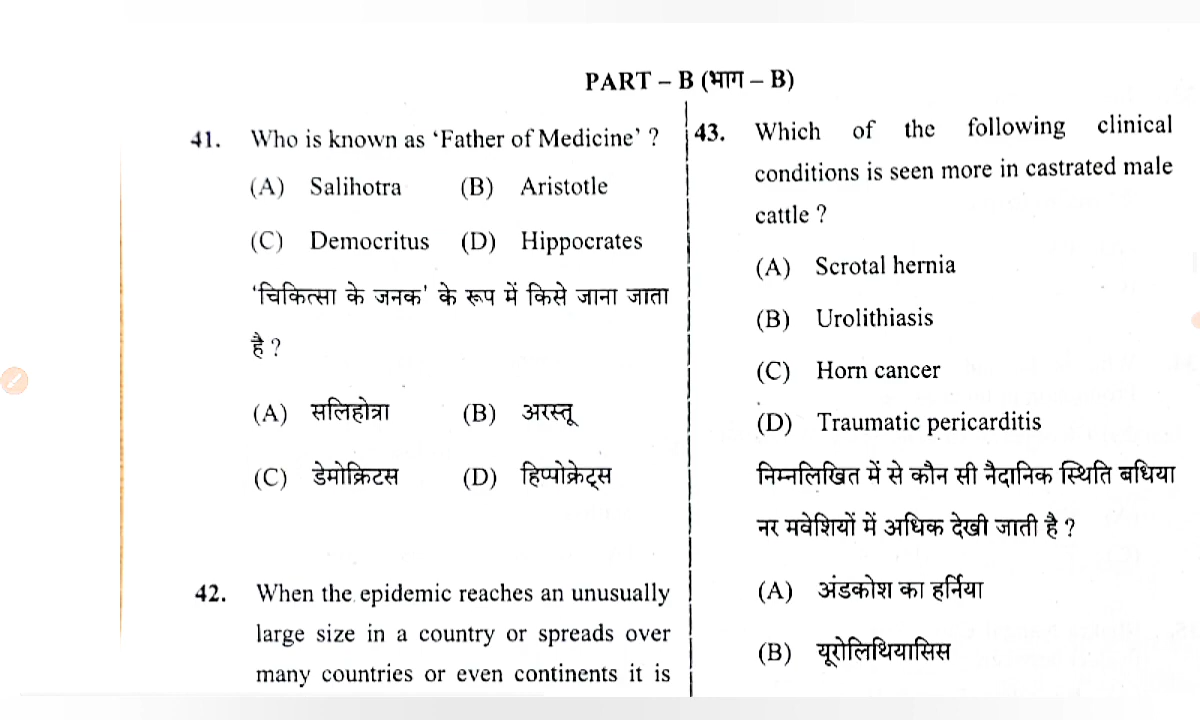 PART – B (भाग – B)
41. Who is known as ‘Father of Medicine’ ?
(A) Salihotra (B) Aristotle
(C) Democritus (D) Hippocrates
‘चिकित्सा के जनक’ के रूप में किसे जाना जाता
है ?
(A) सलिहोत्रा (B) अरस्तू
(C) डेमोक्रिटस (D) हिप्पोक्रेट्स
42. When the epidemic reaches an unusually
large size in a country or spreads over
many countries or even continents it is
43. Which of the following clinical
conditions is seen more in castrated male
cattle ?
(A) Scrotal hernia
(B) Urolithiasis
(C) Horn cancer
(D) Traumatic pericarditis
निम्नलिखित में से कौन सी नैदानिक स्थिति बधिया
नर मवेशियों में अधिक देखी जाती है ?
(A) अंडकोश का हर्निया
(B) यूरोलिथियासिस